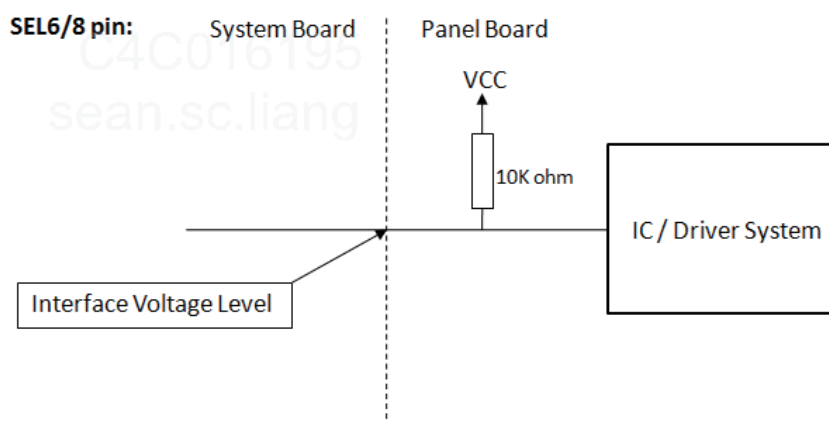 SEL6/8 pin:
System Board
Panel Board
C4C016195
sean.sc.liang
VCC
10K ohm
IC / Driver System
Interface Voltage Level